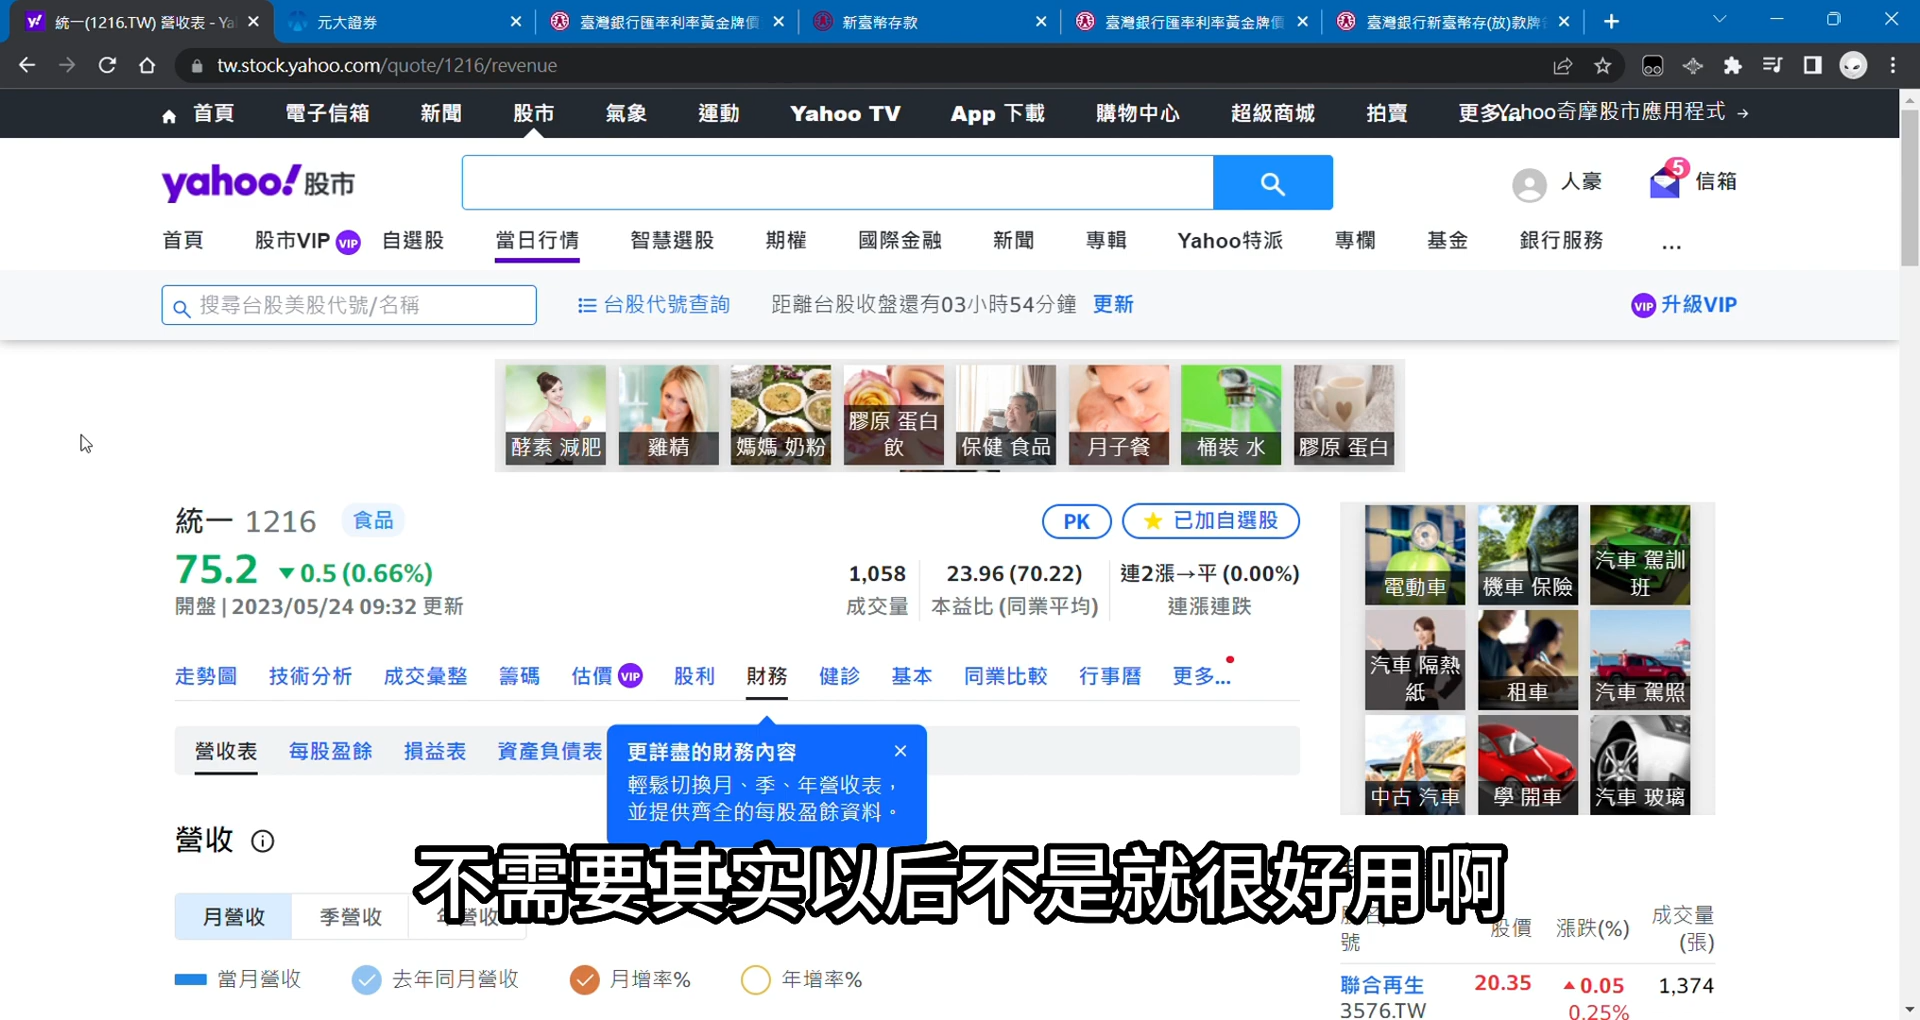 統一(1216.TW) 營收表 - Ya
元大證券
臺灣銀行匯率利率黃金牌價
新臺幣存款
臺灣銀行匯率利率黃金牌價
臺灣銀行新臺幣存(放)款牌告
tw.stock.yahoo.com/quote/1216/revenue
首頁 電子信箱 新聞 股市 氣象 運動 Yahoo TV App 下載 購物中心 超級商城 拍賣 更多... Yahoo奇摩股市應用程式 →
yahoo!股市
人豪
5
信箱
首頁 股市VIP VIP 自選股 當日行情 智慧選股 期權 國際金融 新聞 專輯 Yahoo特派 專欄 基金 銀行服務 ...
搜尋台股美股代號/名稱
台股代號查詢
距離台股收盤還有03小時54分鐘 更新
VIP 升級VIP
酵素 減肥
雞精
媽媽 奶粉
膠原 蛋白飲
保健 食品
月子餐
桶裝 水
膠原 蛋白
統一 1216 食品
PK
已加自選股
75.2 ▼0.5 (0.66%)
開盤 | 2023/05/24 09:32 更新
1,058
成交量
23.96 (70.22)
本益比 (同業平均)
連2漲→平 (0.00%)
連漲連跌
電動車
機車 保險
汽車 駕訓班
汽車 隔熱紙
租車
汽車 駕照
中古 汽車
學 開車
汽車 玻璃
走勢圖 技術分析 成交彙整 籌碼 估價 VIP 股利 財務 健診 基本 同業比較 行事曆 更多...
營收表 每股盈餘 損益表 資產負債表
更詳盡的財務內容
輕鬆切換月、季、年營收表，
並提供齊全的每股盈餘資料。
營收
不需要其实以后不是就很好用啊
月營收 季營收 年營收
當月營收 去年同月營收 月增率% 年增率%
號
股價
漲跌(%)
成交量
(張)
聯合再生
3576.TW
20.35
▲0.05
0.25%
1,374